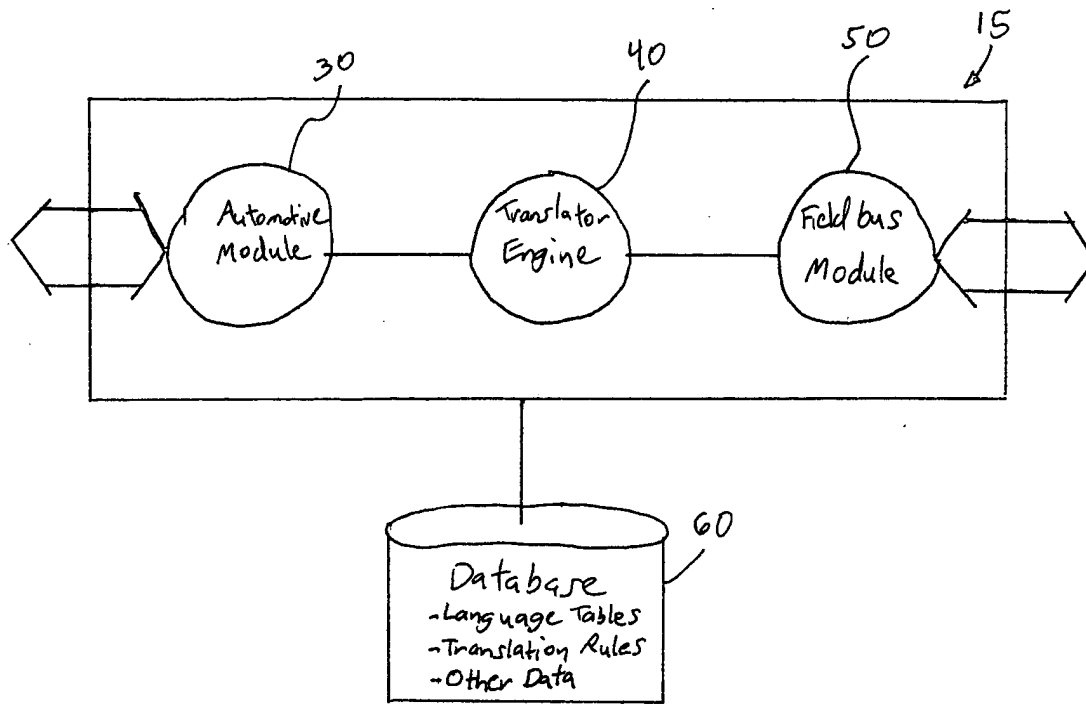 15
50
40
30
Automotive
Module
Translator
Engine
Field bus
Module
60
Database
-Language Tables
-Translation Rules
-Other Data